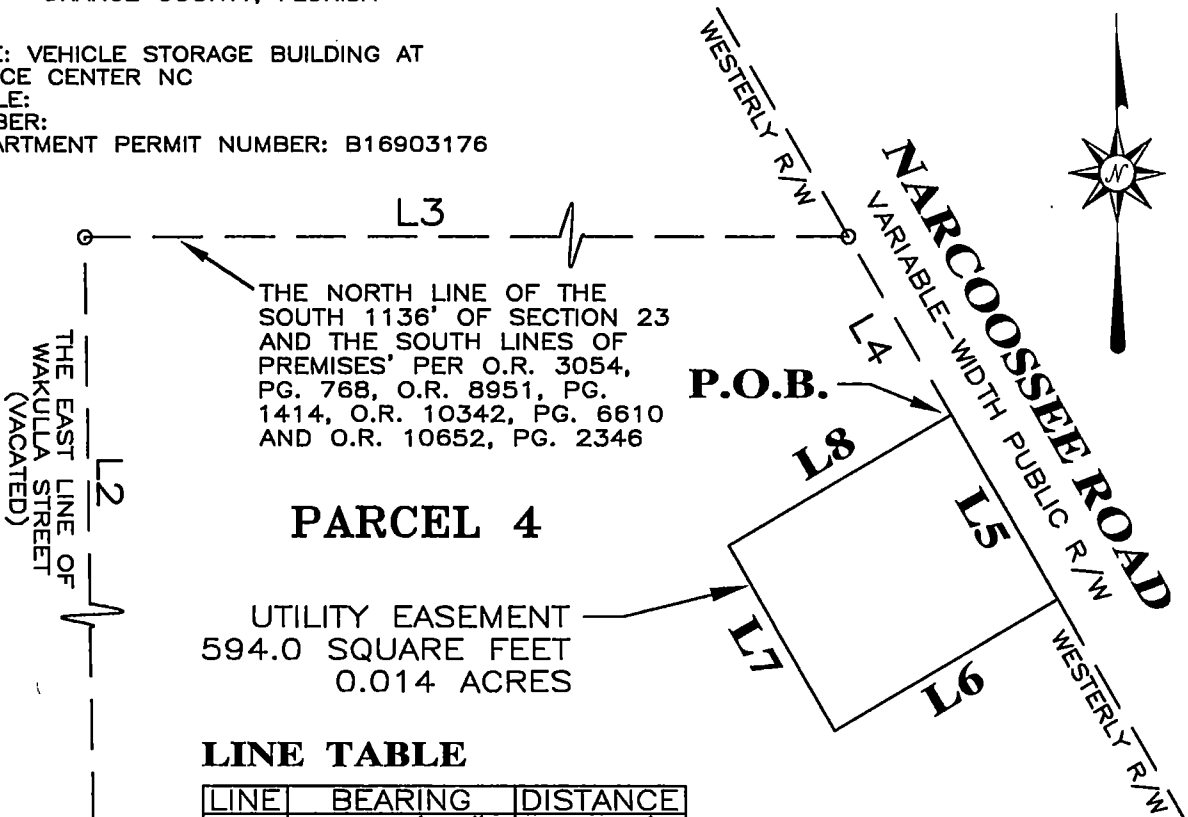 ORANGE COUNTY, FLORIDA
E: VEHICLE STORAGE BUILDING AT
CE CENTER NC
LE:
BER:
ARTMENT PERMIT NUMBER: B16903176
WESTERLY R/W
N
NARCOOSSEE ROAD
VARIABLE-WIDTH PUBLIC R/W
L3
THE NORTH LINE OF THE
SOUTH 1136' OF SECTION 23
AND THE SOUTH LINES OF
PREMISES' PER O.R. 3054,
PG. 768, O.R. 8951, PG.
1414, O.R. 10342, PG. 6610
AND O.R. 10652, PG. 2346
L4
P.O.B.
THE EAST LINE OF
WAKULLA STREET
(VACATED)
L2
L8
L5
PARCEL 4
UTILITY EASEMENT
594.0 SQUARE FEET
0.014 ACRES
L7
L6
WESTERLY R/W
LINE TABLE
LINE BEARING DISTANCE